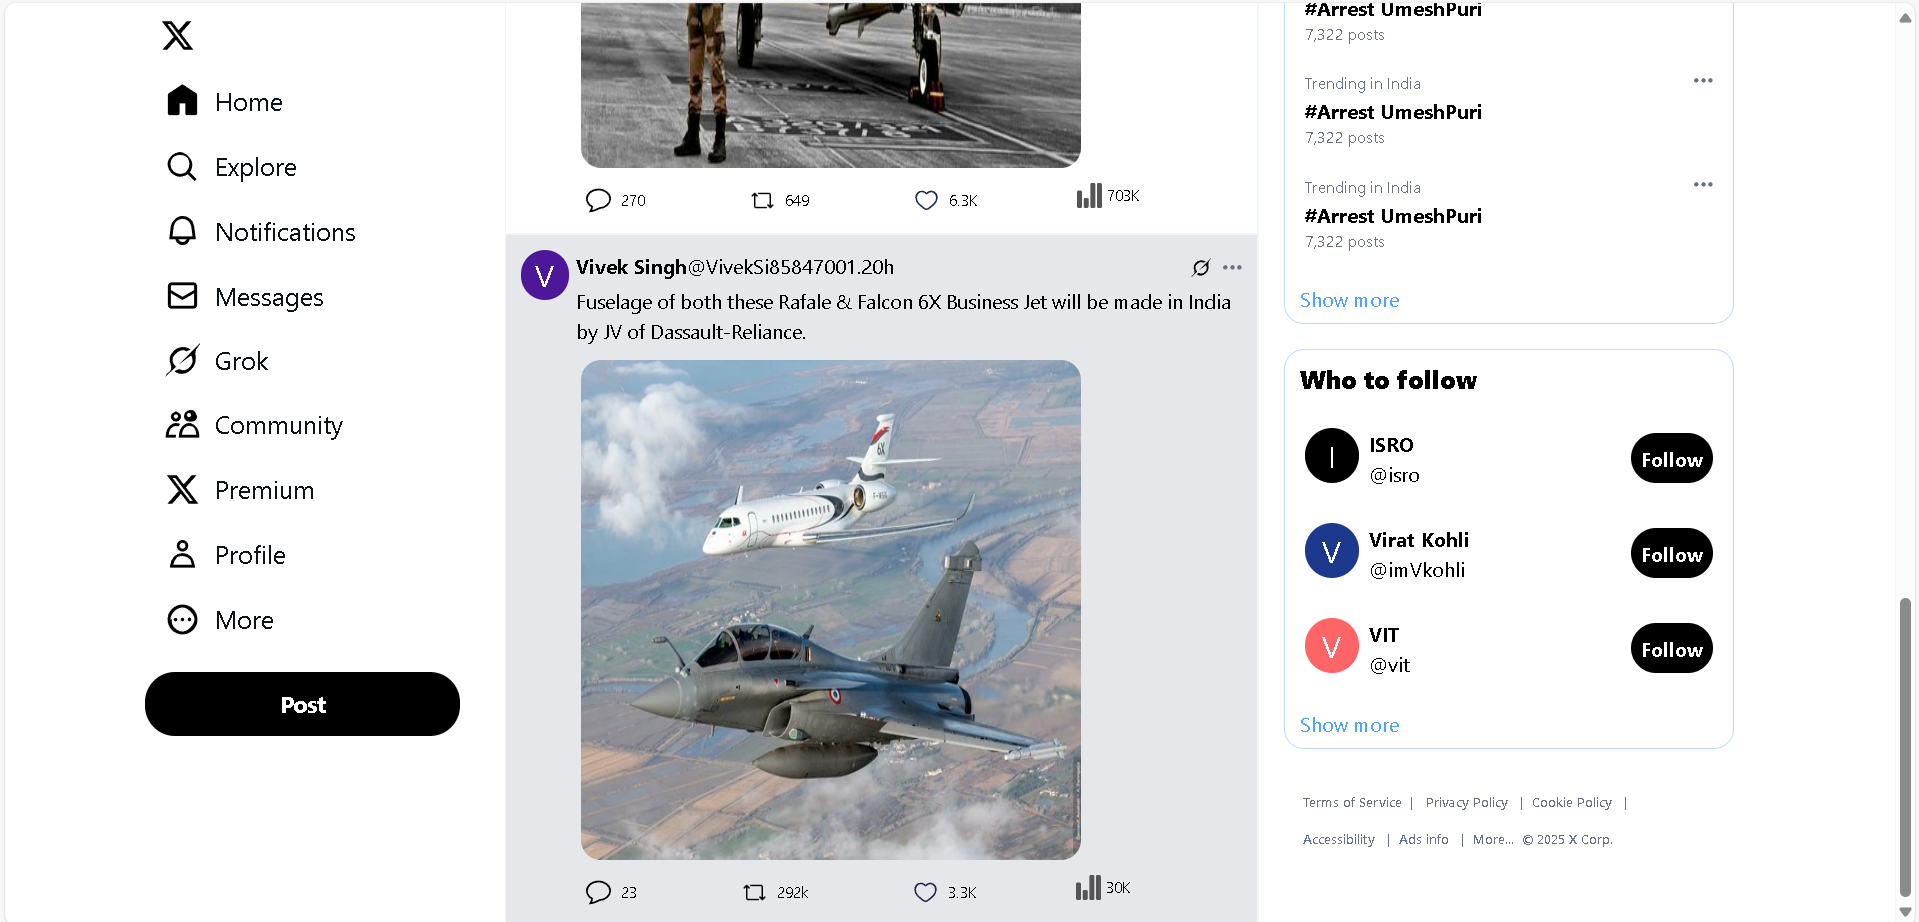 Home
Explore
Notifications
Messages
Grok
Community
Premium
Profile
More
Post
270 649 6.3K 703K
V
Vivek Singh@VivekSi85847001.20h
Fuselage of both these Rafale & Falcon 6X Business Jet will be made in India
by JV of Dassault-Reliance.
6X
23 292k 3.3K 30K
#Arrest UmeshPuri
7,322 posts
Trending in India
#Arrest UmeshPuri
7,322 posts
Trending in India
#Arrest UmeshPuri
7,322 posts
Show more
Who to follow
I
ISRO
@isro
Follow
V
Virat Kohli
@imVkohli
Follow
V
VIT
@vit
Follow
Show more
Terms of Service | Privacy Policy | Cookie Policy |
Accessibility | Ads info | More... © 2025 X Corp.